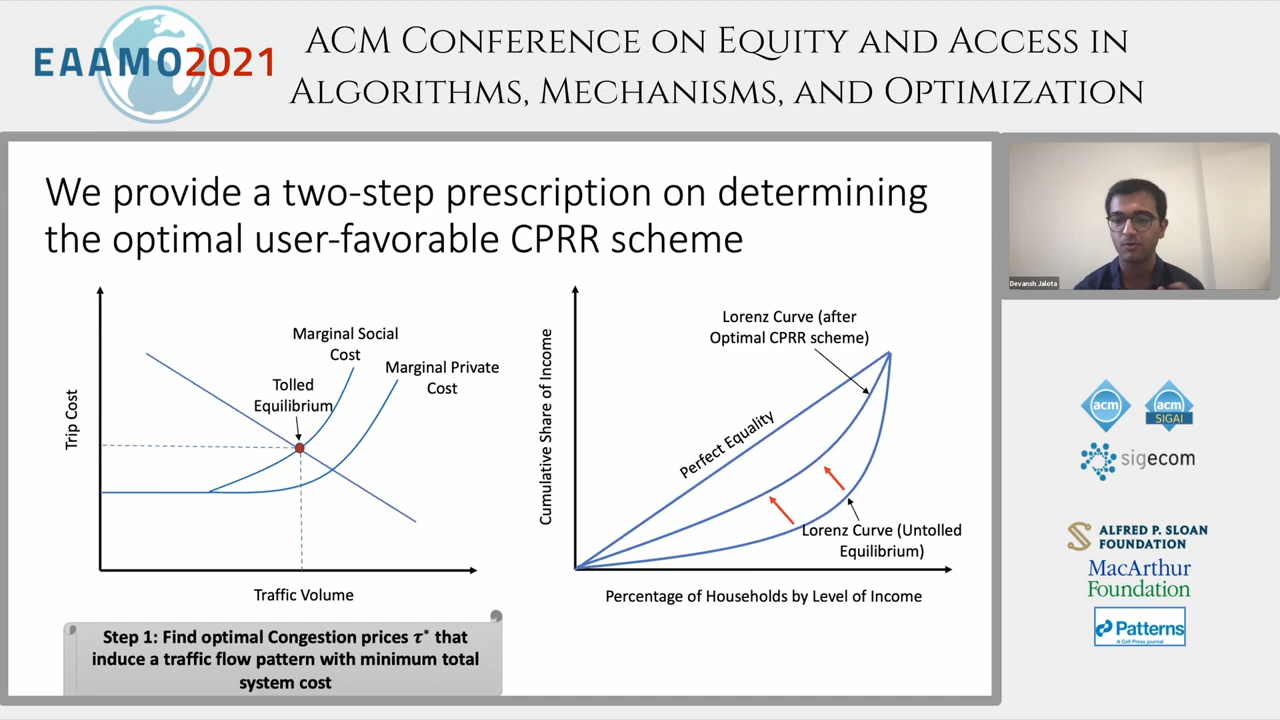 EAAMO2021
ACM Conference on Equity and Access in
Algorithms, Mechanisms, and Optimization
We provide a two-step prescription on determining
the optimal user-favorable CPRR scheme
Trip Cost
Marginal Social
Cost
Marginal Private
Cost
Tolled
Equilibrium
Traffic Volume
Step 1: Find optimal Congestion prices τ* that
induce a traffic flow pattern with minimum total
system cost
Cumulative Share of Income
Lorenz Curve (after
Optimal CPRR scheme)
Perfect Equality
Lorenz Curve (Untolled
Equilibrium)
Percentage of Households by Level of Income
Devansh Jalota
acm
acm
SIGAI
sigecom
ALFRED P. SLOAN
FOUNDATION
MacArthur
Foundation
Patterns
A Cell Press journal